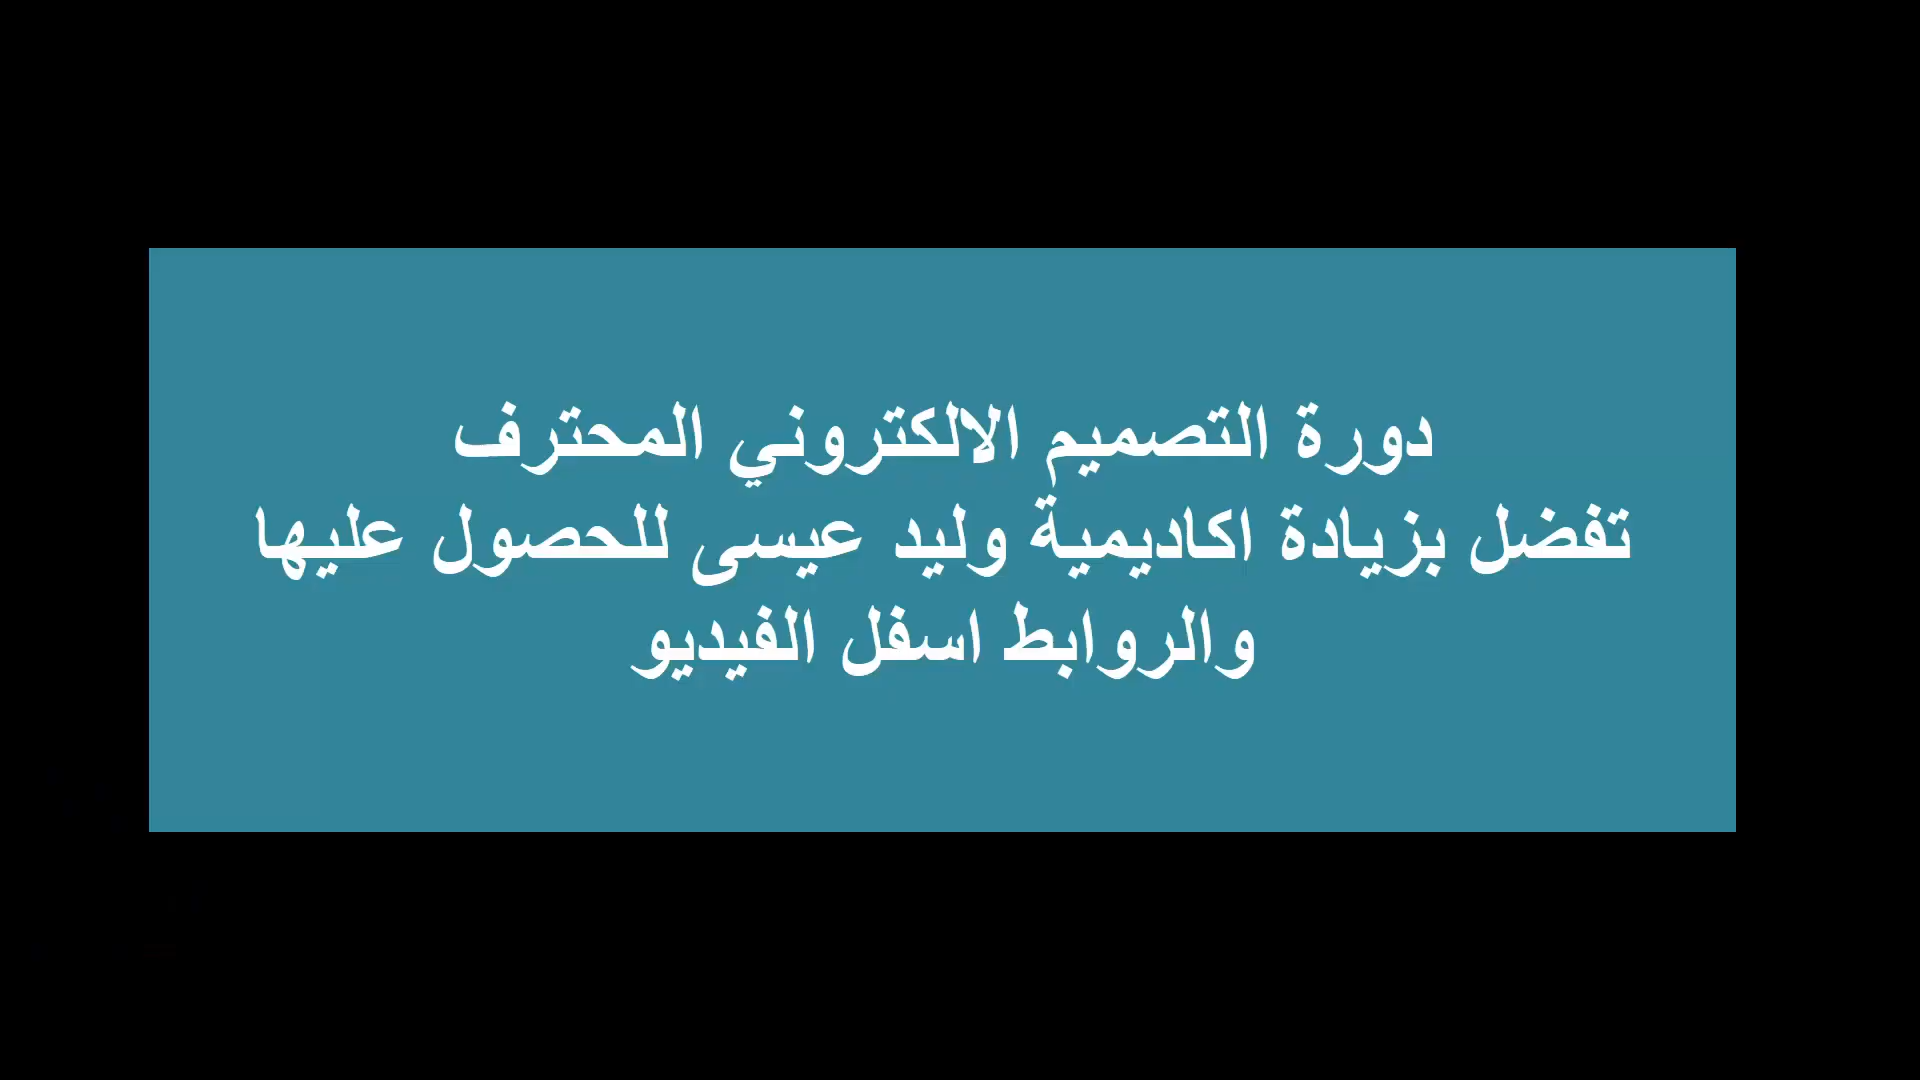 دورة التصميم الالكتروني المحترف
تفضل بزيادة اكاديمية وليد عيسى للحصول عليها
والروابط اسفل الفيديو